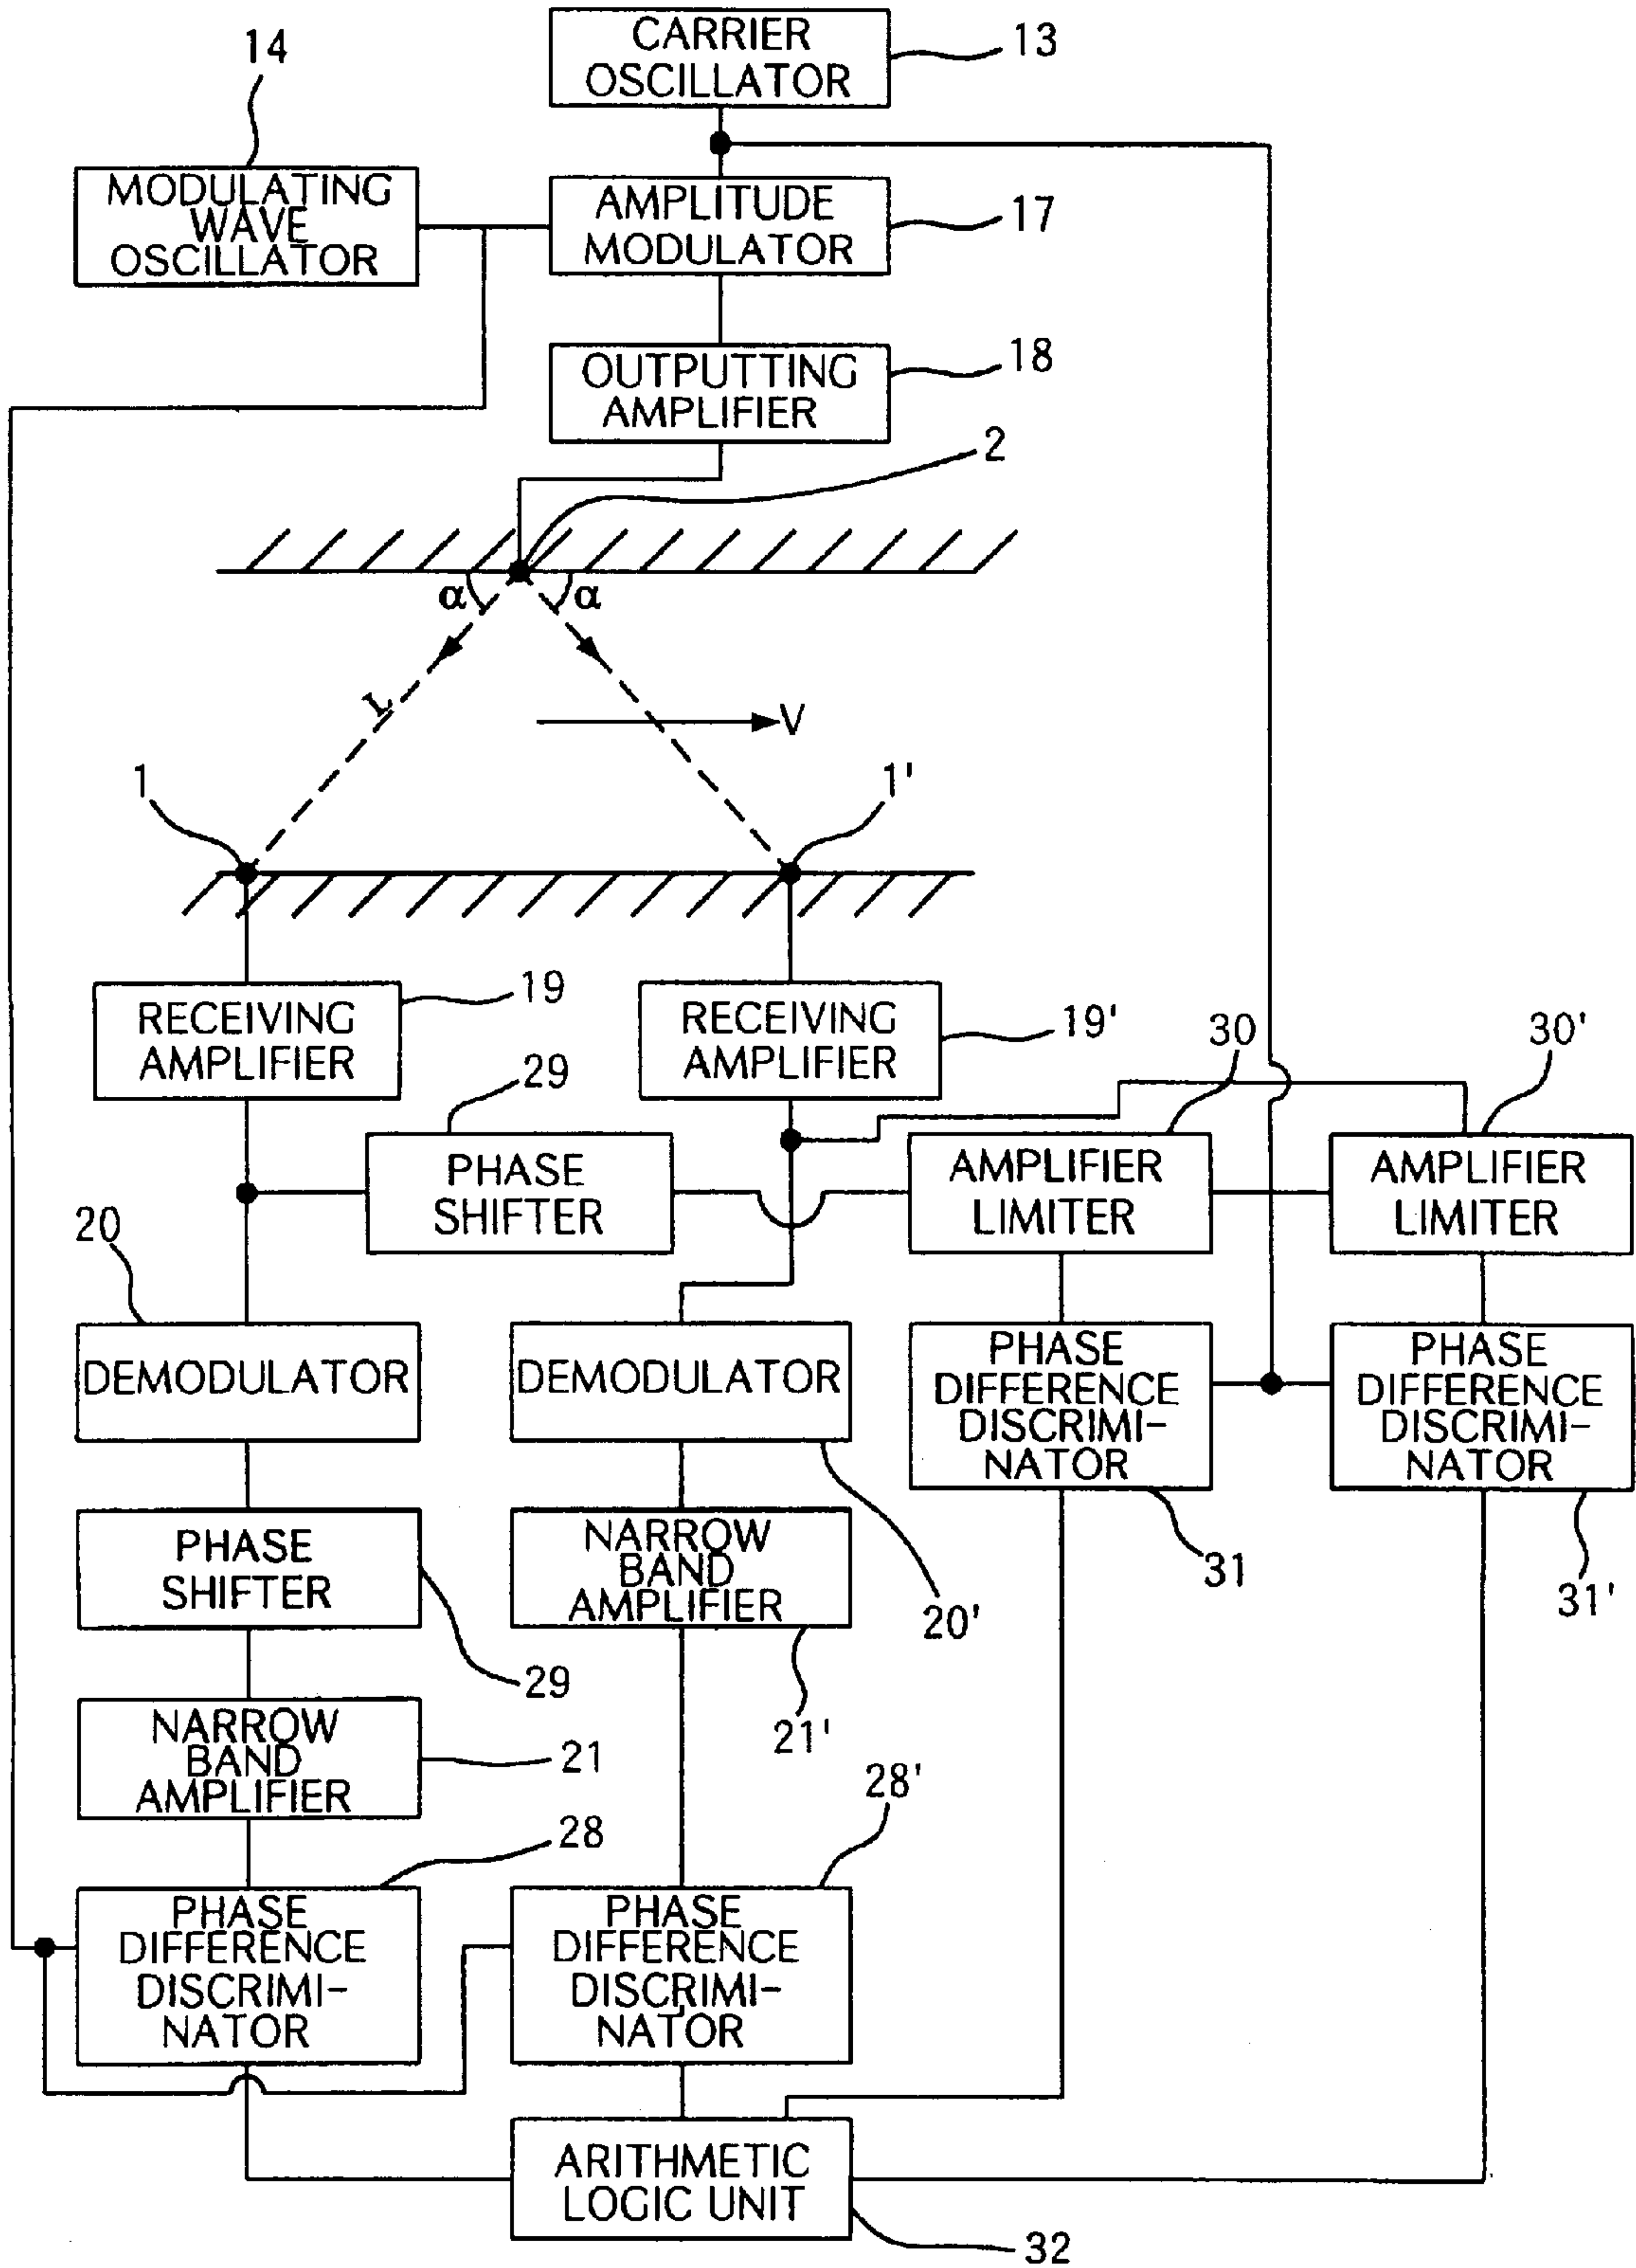 CARRIER
OSCILLATOR
13
14
MODULATING
WAVE
OSCILLATOR
AMPLITUDE
MODULATOR
17
OUTPUTTING
AMPLIFIER
18
2
α
α
L
V
1
1'
RECEIVING
AMPLIFIER
19
RECEIVING
AMPLIFIER
19'
30
30'
29
PHASE
SHIFTER
AMPLIFIER
LIMITER
AMPLIFIER
LIMITER
20
DEMODULATOR
DEMODULATOR
PHASE
DIFFERENCE
DISCRIMI-
NATOR
PHASE
DIFFERENCE
DISCRIMI-
NATOR
PHASE
SHIFTER
NARROW
BAND
AMPLIFIER
20'
31
31'
29
NARROW
BAND
AMPLIFIER
21
21'
28
28'
PHASE
DIFFERENCE
DISCRIMI-
NATOR
PHASE
DIFFERENCE
DISCRIMI-
NATOR
ARITHMETIC
LOGIC UNIT
32